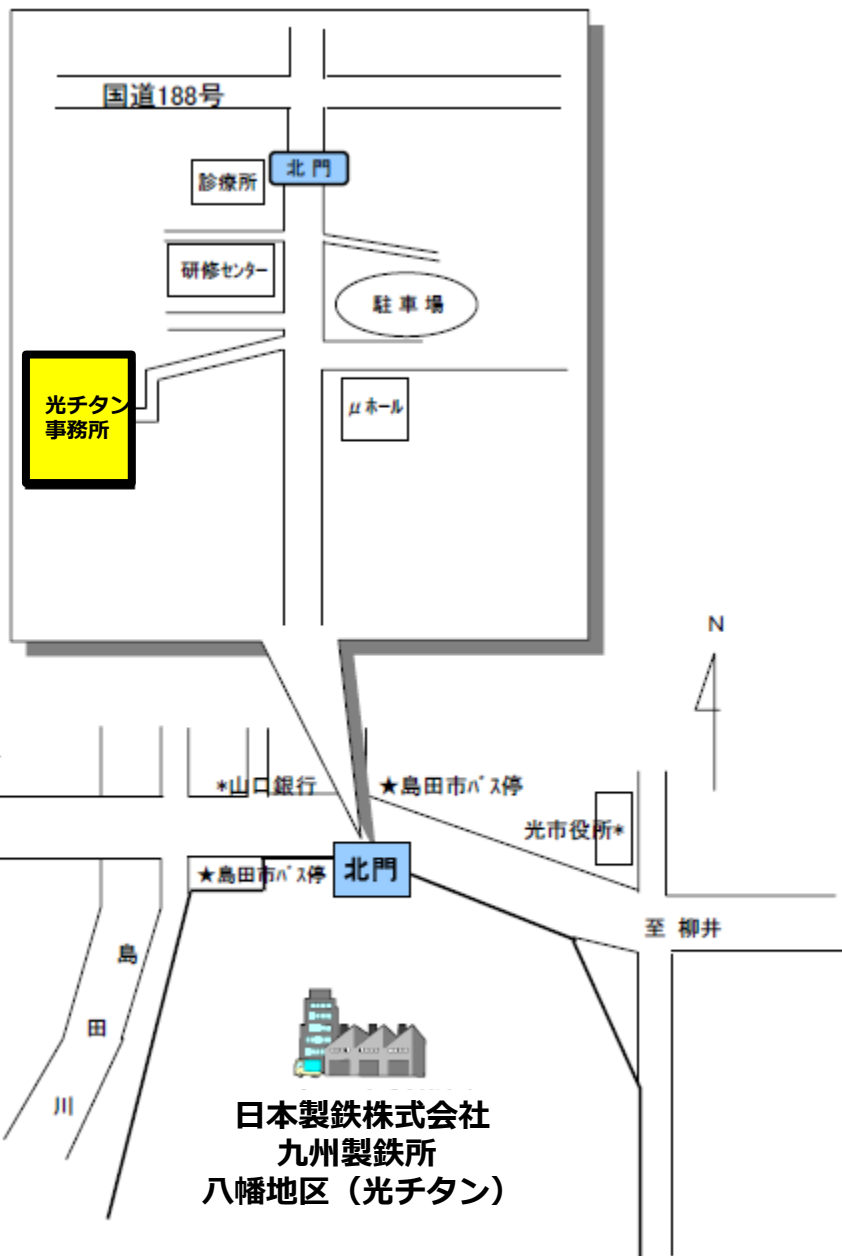 国道188号
北 門
診療所
研修ｾﾝﾀｰ
駐 車 場
光チタン
事務所
μホール
N
*山口銀行
★島田市ﾊﾞｽ停
光市役所*
★島田市ﾊﾞｽ停
北門
至 柳井
島
田
川
日本製鉄株式会社
九州製鉄所
八幡地区（光チタン）